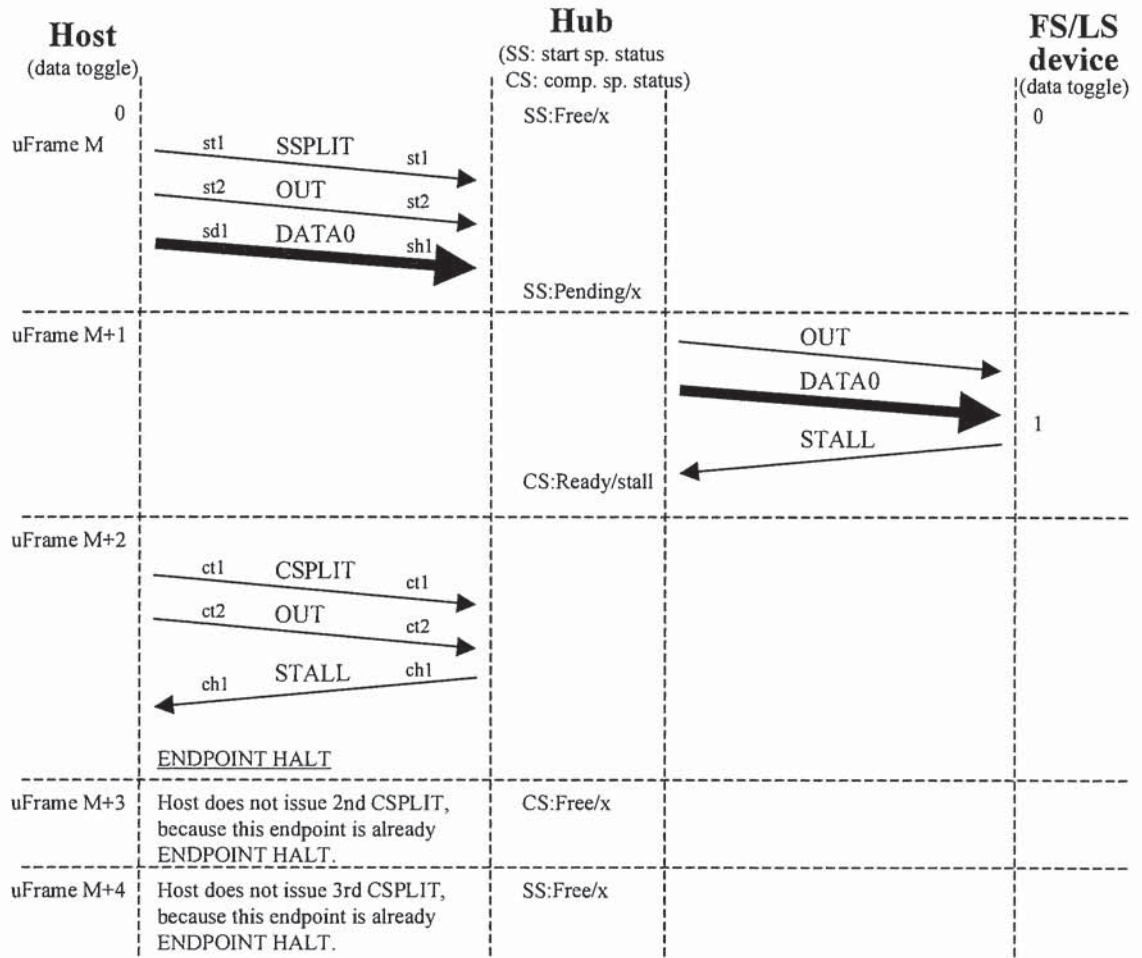 Host
(data toggle)
Hub
(SS: start sp. status
CS: comp. sp. status)
FS/LS
device
(data toggle)
0
SS:Free/x
0
uFrame M
st1 SSPLIT st1
st2 OUT st2
sd1 DATA0 sh1
SS:Pending/x
uFrame M+1
OUT
DATA0
1
STALL
CS:Ready/stall
uFrame M+2
ct1 CSPLIT ct1
ct2 OUT ct2
ch1 STALL ch1
ENDPOINT HALT
uFrame M+3
Host does not issue 2nd CSPLIT,
because this endpoint is already
ENDPOINT HALT.
CS:Free/x
uFrame M+4
Host does not issue 3rd CSPLIT,
because this endpoint is already
ENDPOINT HALT.
SS:Free/x